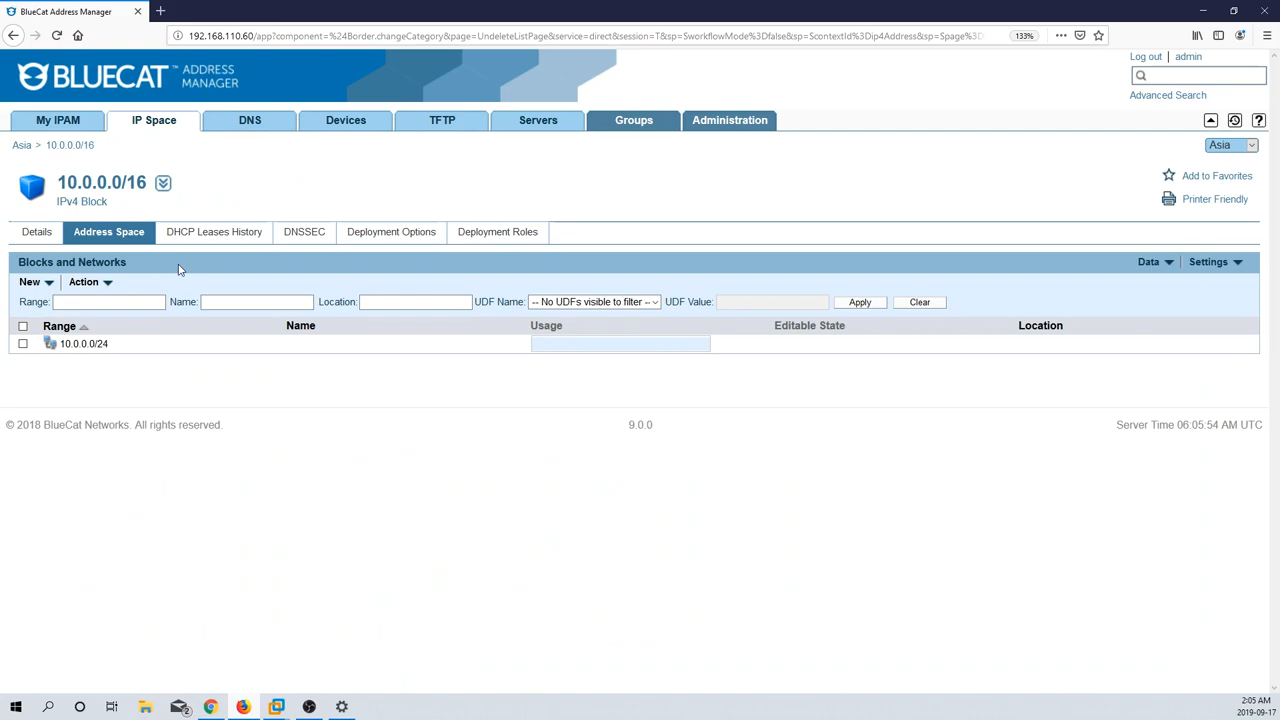 BlueCat Address Manager
192.168.110.60/app?component=%24Border.changeCategory&page=UndeleteListPage&service=direct&session=T&sp=SworkflowMode%3Dfalse&sp=ScontextId%3Dip4Address&sp=Spage%3D
133%
BLUECAT™ ADDRESS MANAGER
Log out | admin
Advanced Search
My IPAM IP Space DNS Devices TFTP Servers Groups Administration ?
Asia > 10.0.0.0/16 Asia
10.0.0.0/16
IPv4 Block
Add to Favorites
Printer Friendly
Details Address Space DHCP Leases History DNSSEC Deployment Options Deployment Roles
Blocks and Networks Data Settings
New Action
Range: Name: Location: UDF Name: -- No UDFs visible to filter -- UDF Value: Apply Clear
Range Name Usage Editable State Location
10.0.0.0/24
© 2018 BlueCat Networks. All rights reserved. 9.0.0 Server Time 06:05:54 AM UTC
2
2:05 AM
2019-09-17